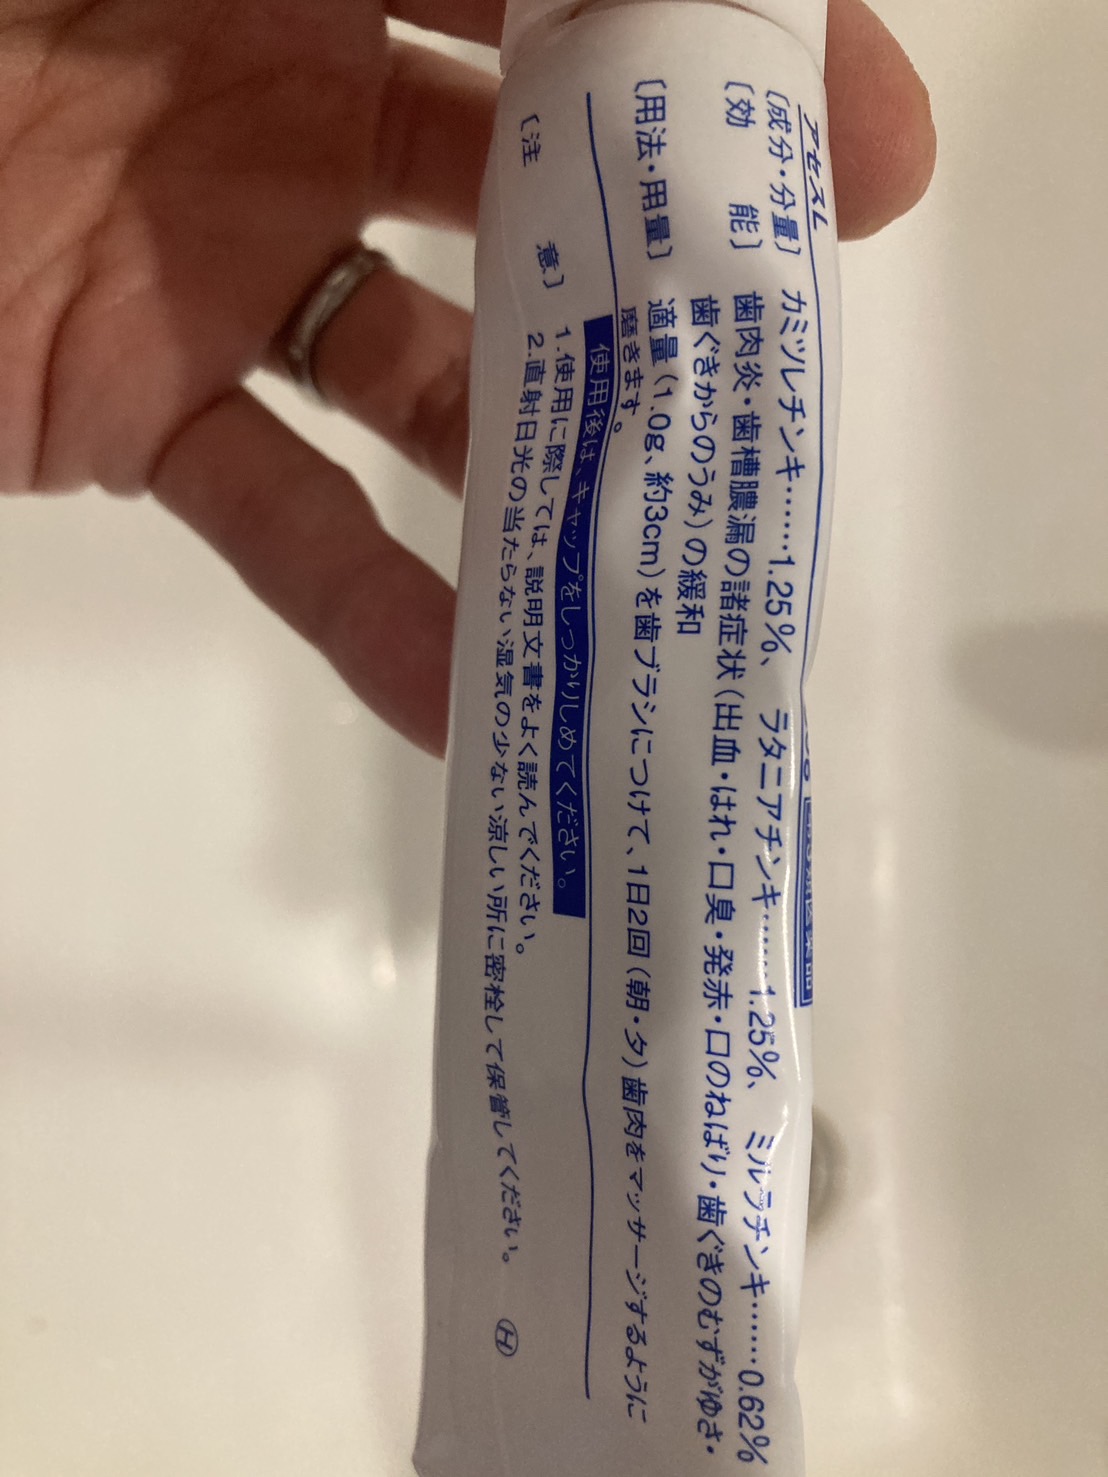 アセスL
〔成分・分量〕 カミツレチンキ……1.25%、 ラタニアチンキ……1.25%、 ミルラチンキ……0.62%
〔効 能〕 歯肉炎・歯槽膿漏の諸症状（出血・はれ・口臭・発赤・口のねばり・歯ぐきのむずがゆさ・
歯ぐきからのうみ）の緩和
〔用法・用量〕 適量（1.0g、約3cm）を歯ブラシにつけて、1日2回（朝・夕）歯肉をマッサージするように
磨きます。
使用後は、キャップをしっかりしめてください。
〔注 意〕 1.使用に際しては、説明文書をよく読んでください。
2.直射日光の当たらない湿気の少ない涼しい所に密栓して保管してください。 Ⓗ